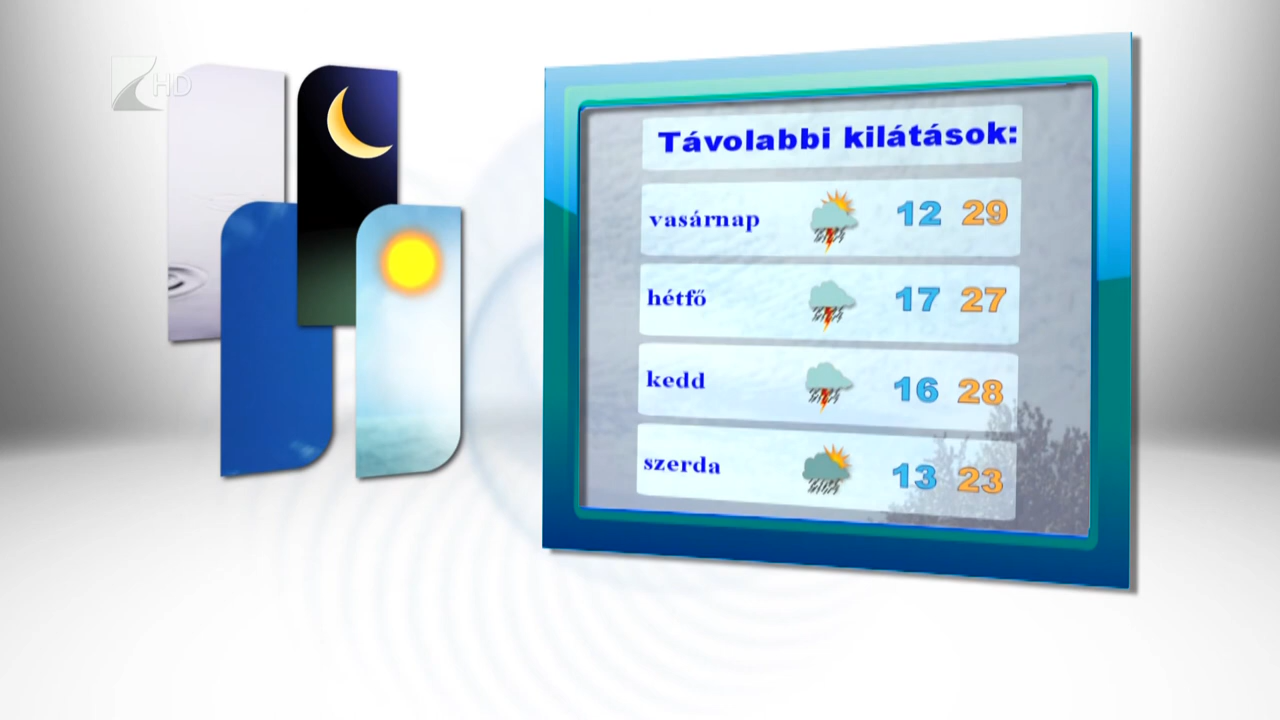 HD
Távolabbi kilátások:
vasárnap 12 29
hétfő 17 27
kedd 16 28
szerda 13 23